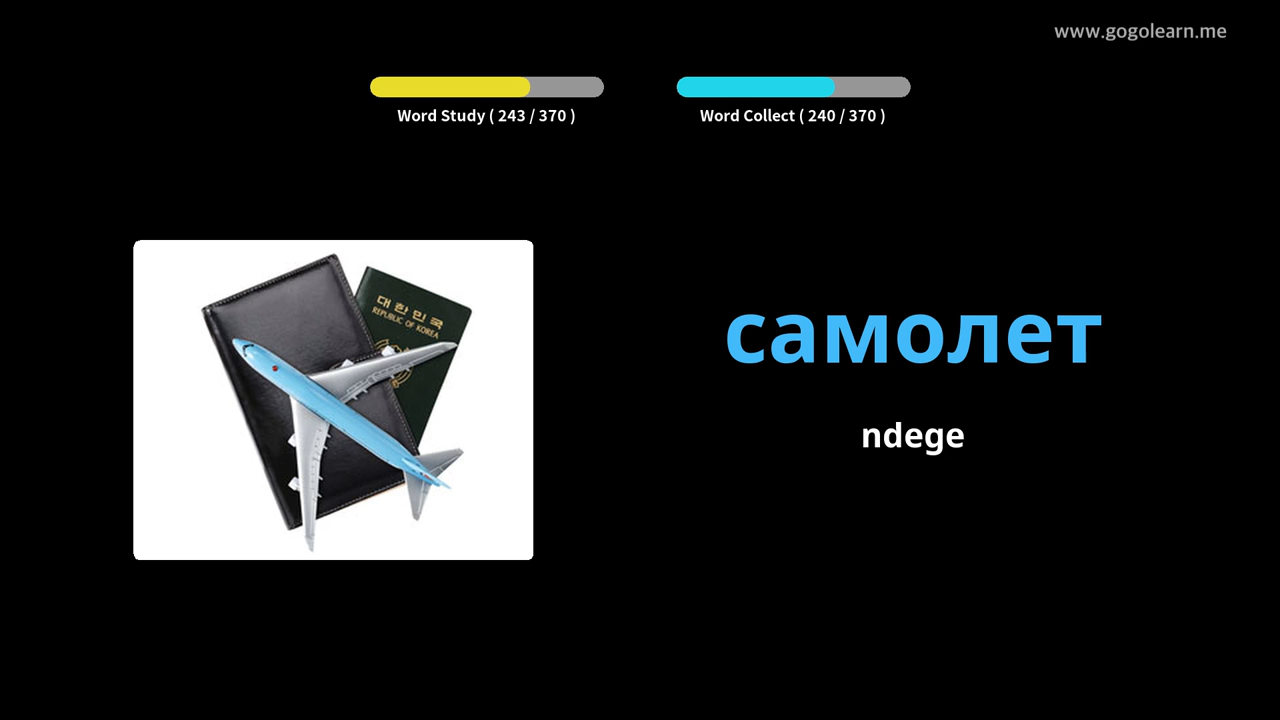 www.gogolearn.me
Word Study ( 243 / 370 )
Word Collect ( 240 / 370 )
대한민국
REPUBLIC OF KOREA
самолет
ndege